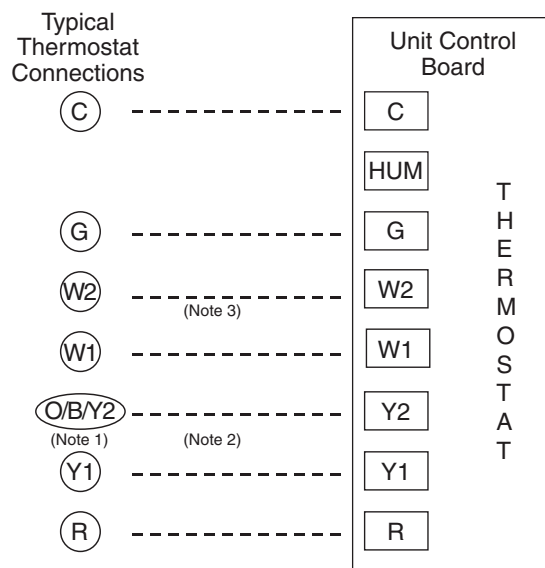 Typical
Thermostat
Connections
Unit Control
Board
C
C
HUM
G
G
W2
(Note 3)
W2
W1
W1
O/B/Y2
(Note 1)
(Note 2)
Y2
Y1
Y1
R
R
THERMOSTAT